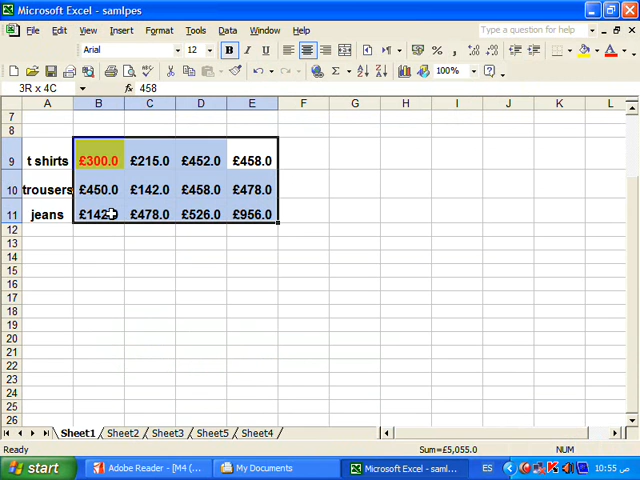 Microsoft Excel - samlpes
File Edit View Insert Format Tools Data Window Help
Type a question for help
Arial 12 B
100%
3R x 4C fx 458
A B C D E F G H I J K L
7
8
9 t shirts £300.0 £215.0 £452.0 £458.0
10 trousers £450.0 £142.0 £458.0 £478.0
11 jeans £142.0 £478.0 £526.0 £956.0
12
13
14
15
16
17
18
19
20
21
22
23
24
25
26
Sheet1 Sheet2 Sheet3 Sheet5 Sheet4
Ready Sum=£5,055.0 NUM
start Adobe Reader - [M4 (... My Documents Microsoft Excel - saml... ES 10:55 ص